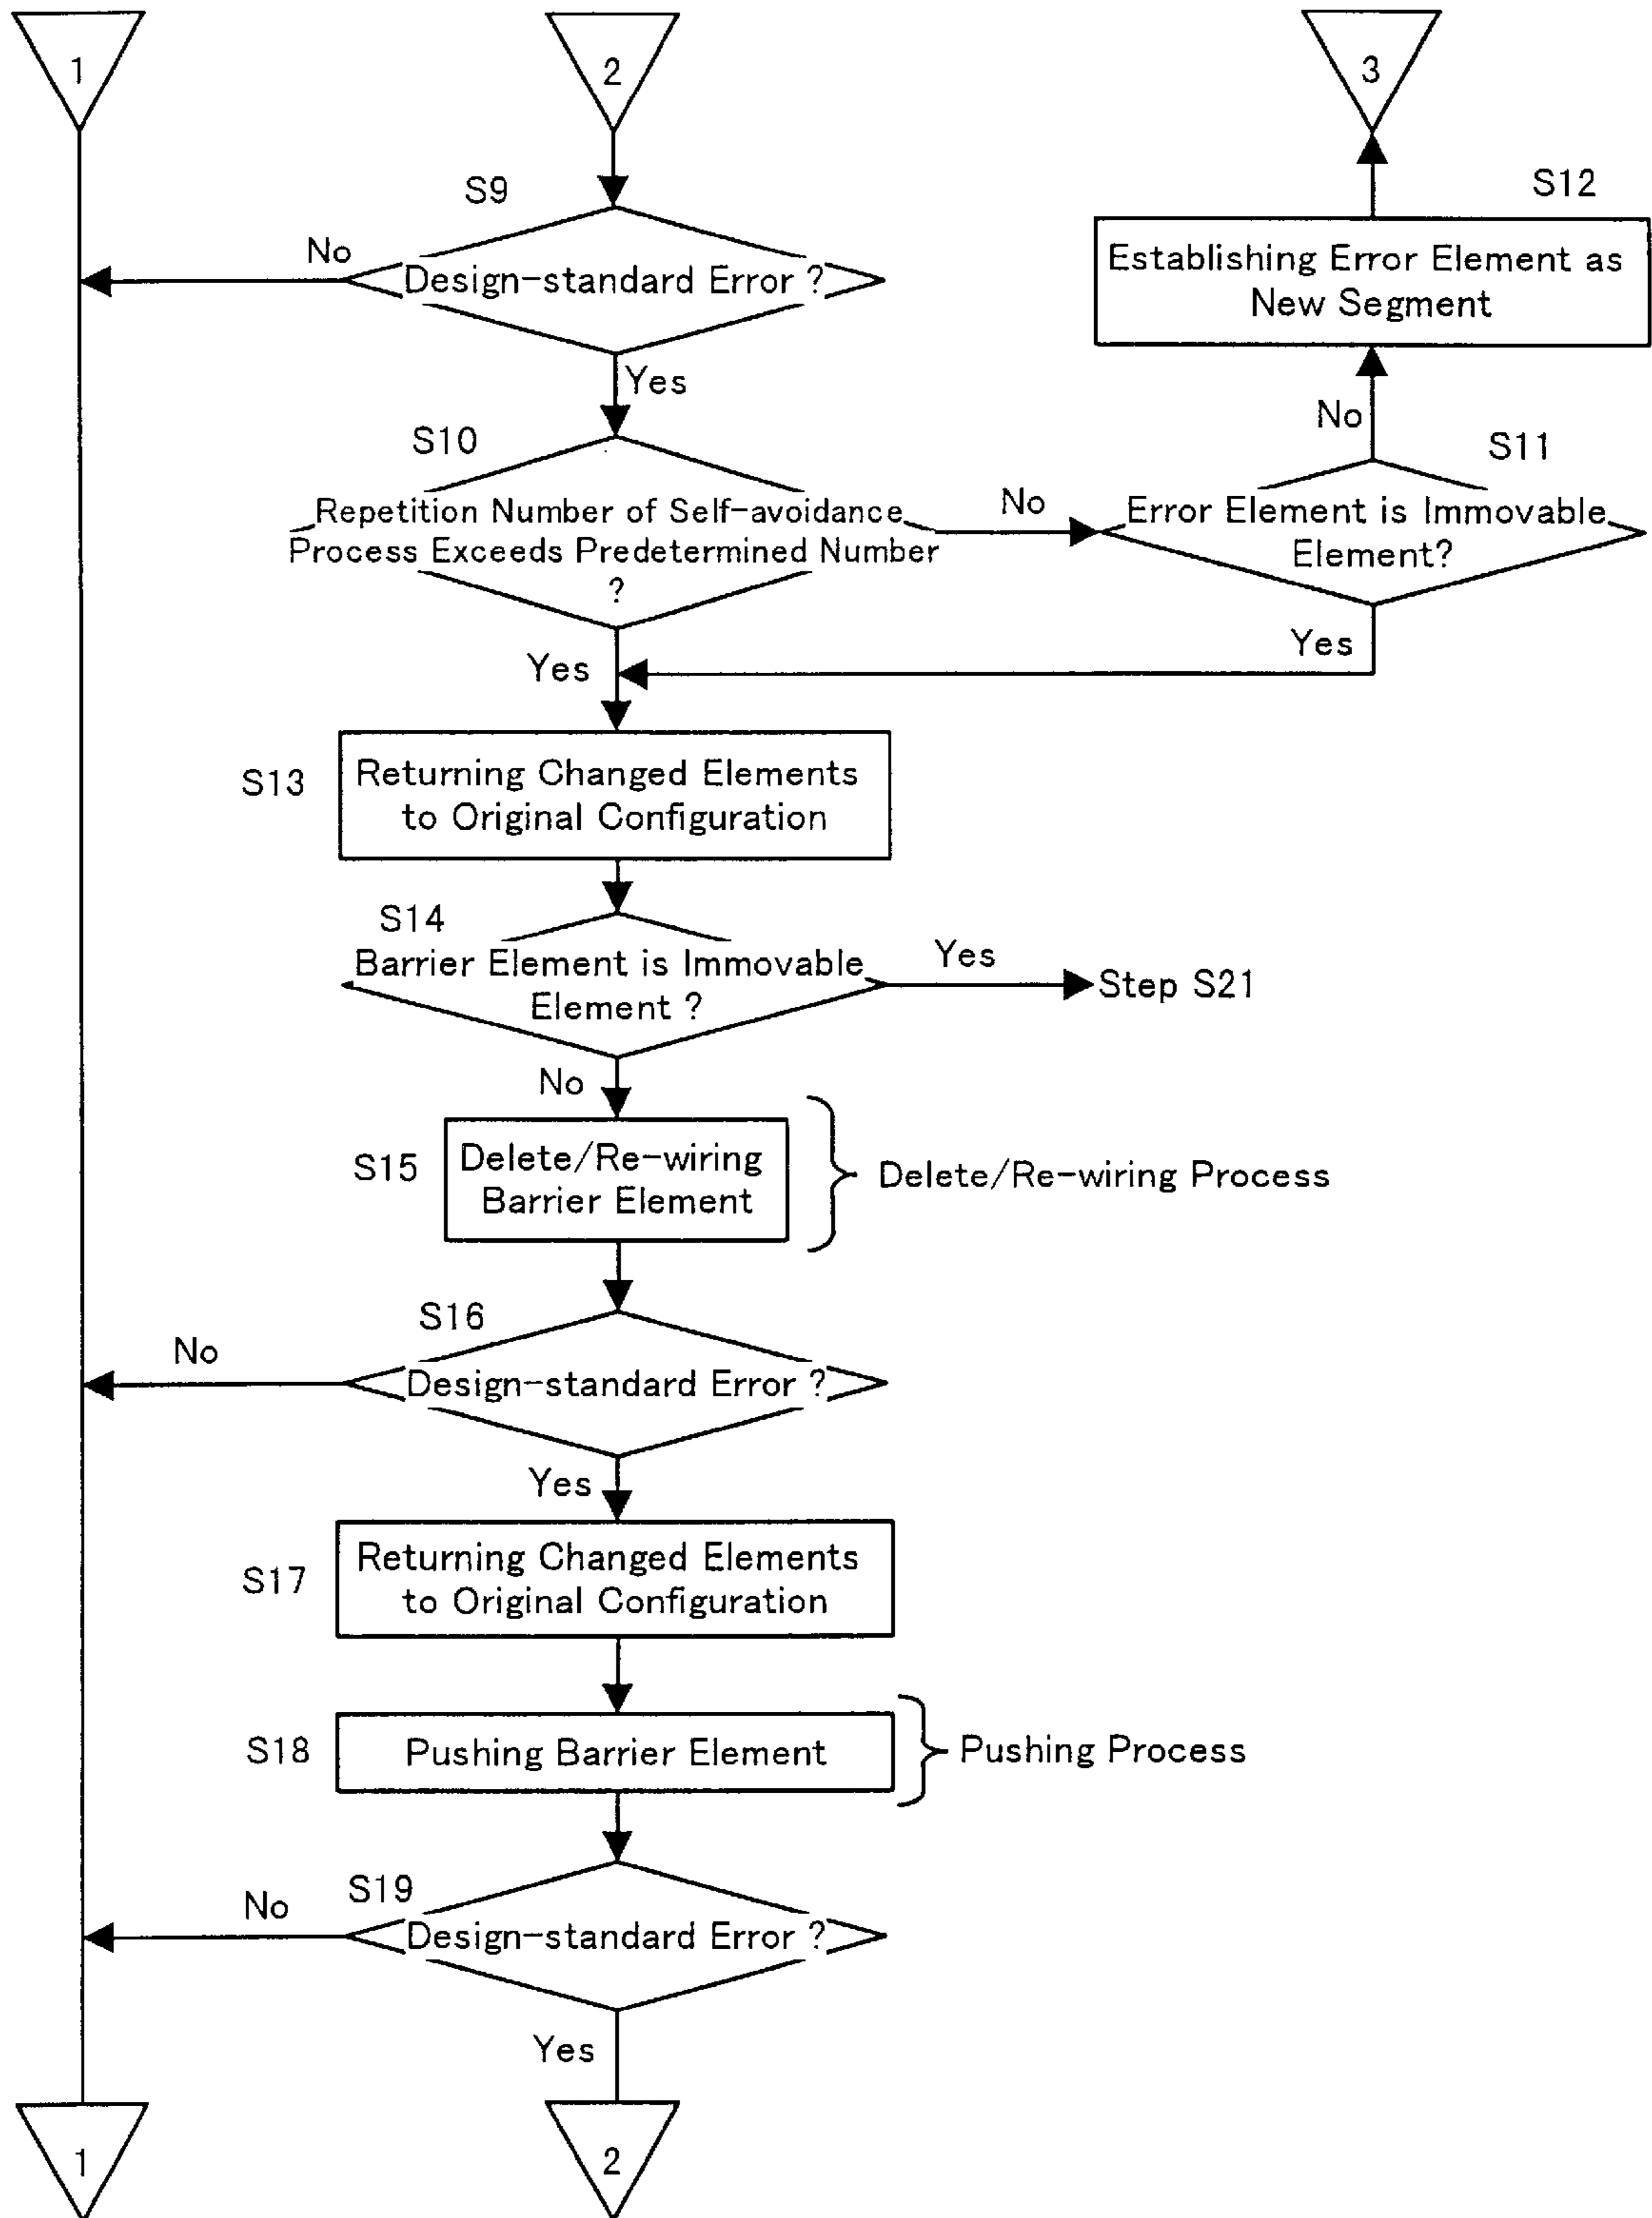 1
2
3
S9
No
Design-standard Error ?
Yes
S12
Establishing Error Element as
New Segment
No
S10
Repetition Number of Self-avoidance
Process Exceeds Predetermined Number
?
No
S11
Error Element is Immovable
Element?
Yes
Yes
S13
Returning Changed Elements
to Original Configuration
S14
Barrier Element is Immovable
Element ?
Yes
Step S21
No
S15
Delete/Re-wiring
Barrier Element
Delete/Re-wiring Process
S16
No
Design-standard Error ?
Yes
S17
Returning Changed Elements
to Original Configuration
S18
Pushing Barrier Element
Pushing Process
S19
No
Design-standard Error ?
Yes
1
2